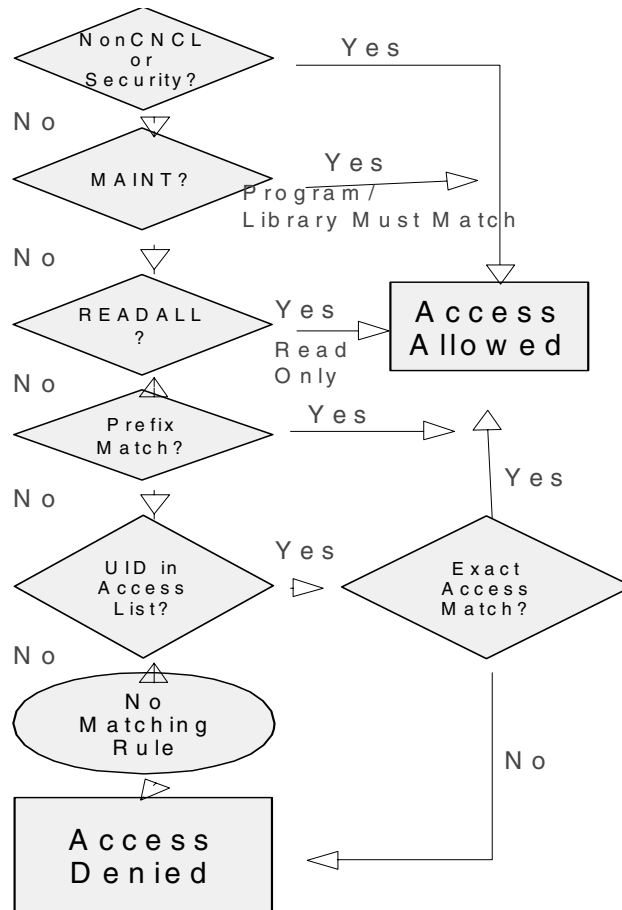 NonCNCL
or
Security?
Yes
No
MAINT?
Yes
Program/
Library Must Match
No
READALL
?
Yes
Read
Only
Access
Allowed
No
Prefix
Match?
Yes
No
UID in
Access
List?
Yes
Exact
Access
Match?
Yes
No
No
Matching
Rule
No
Access
Denied